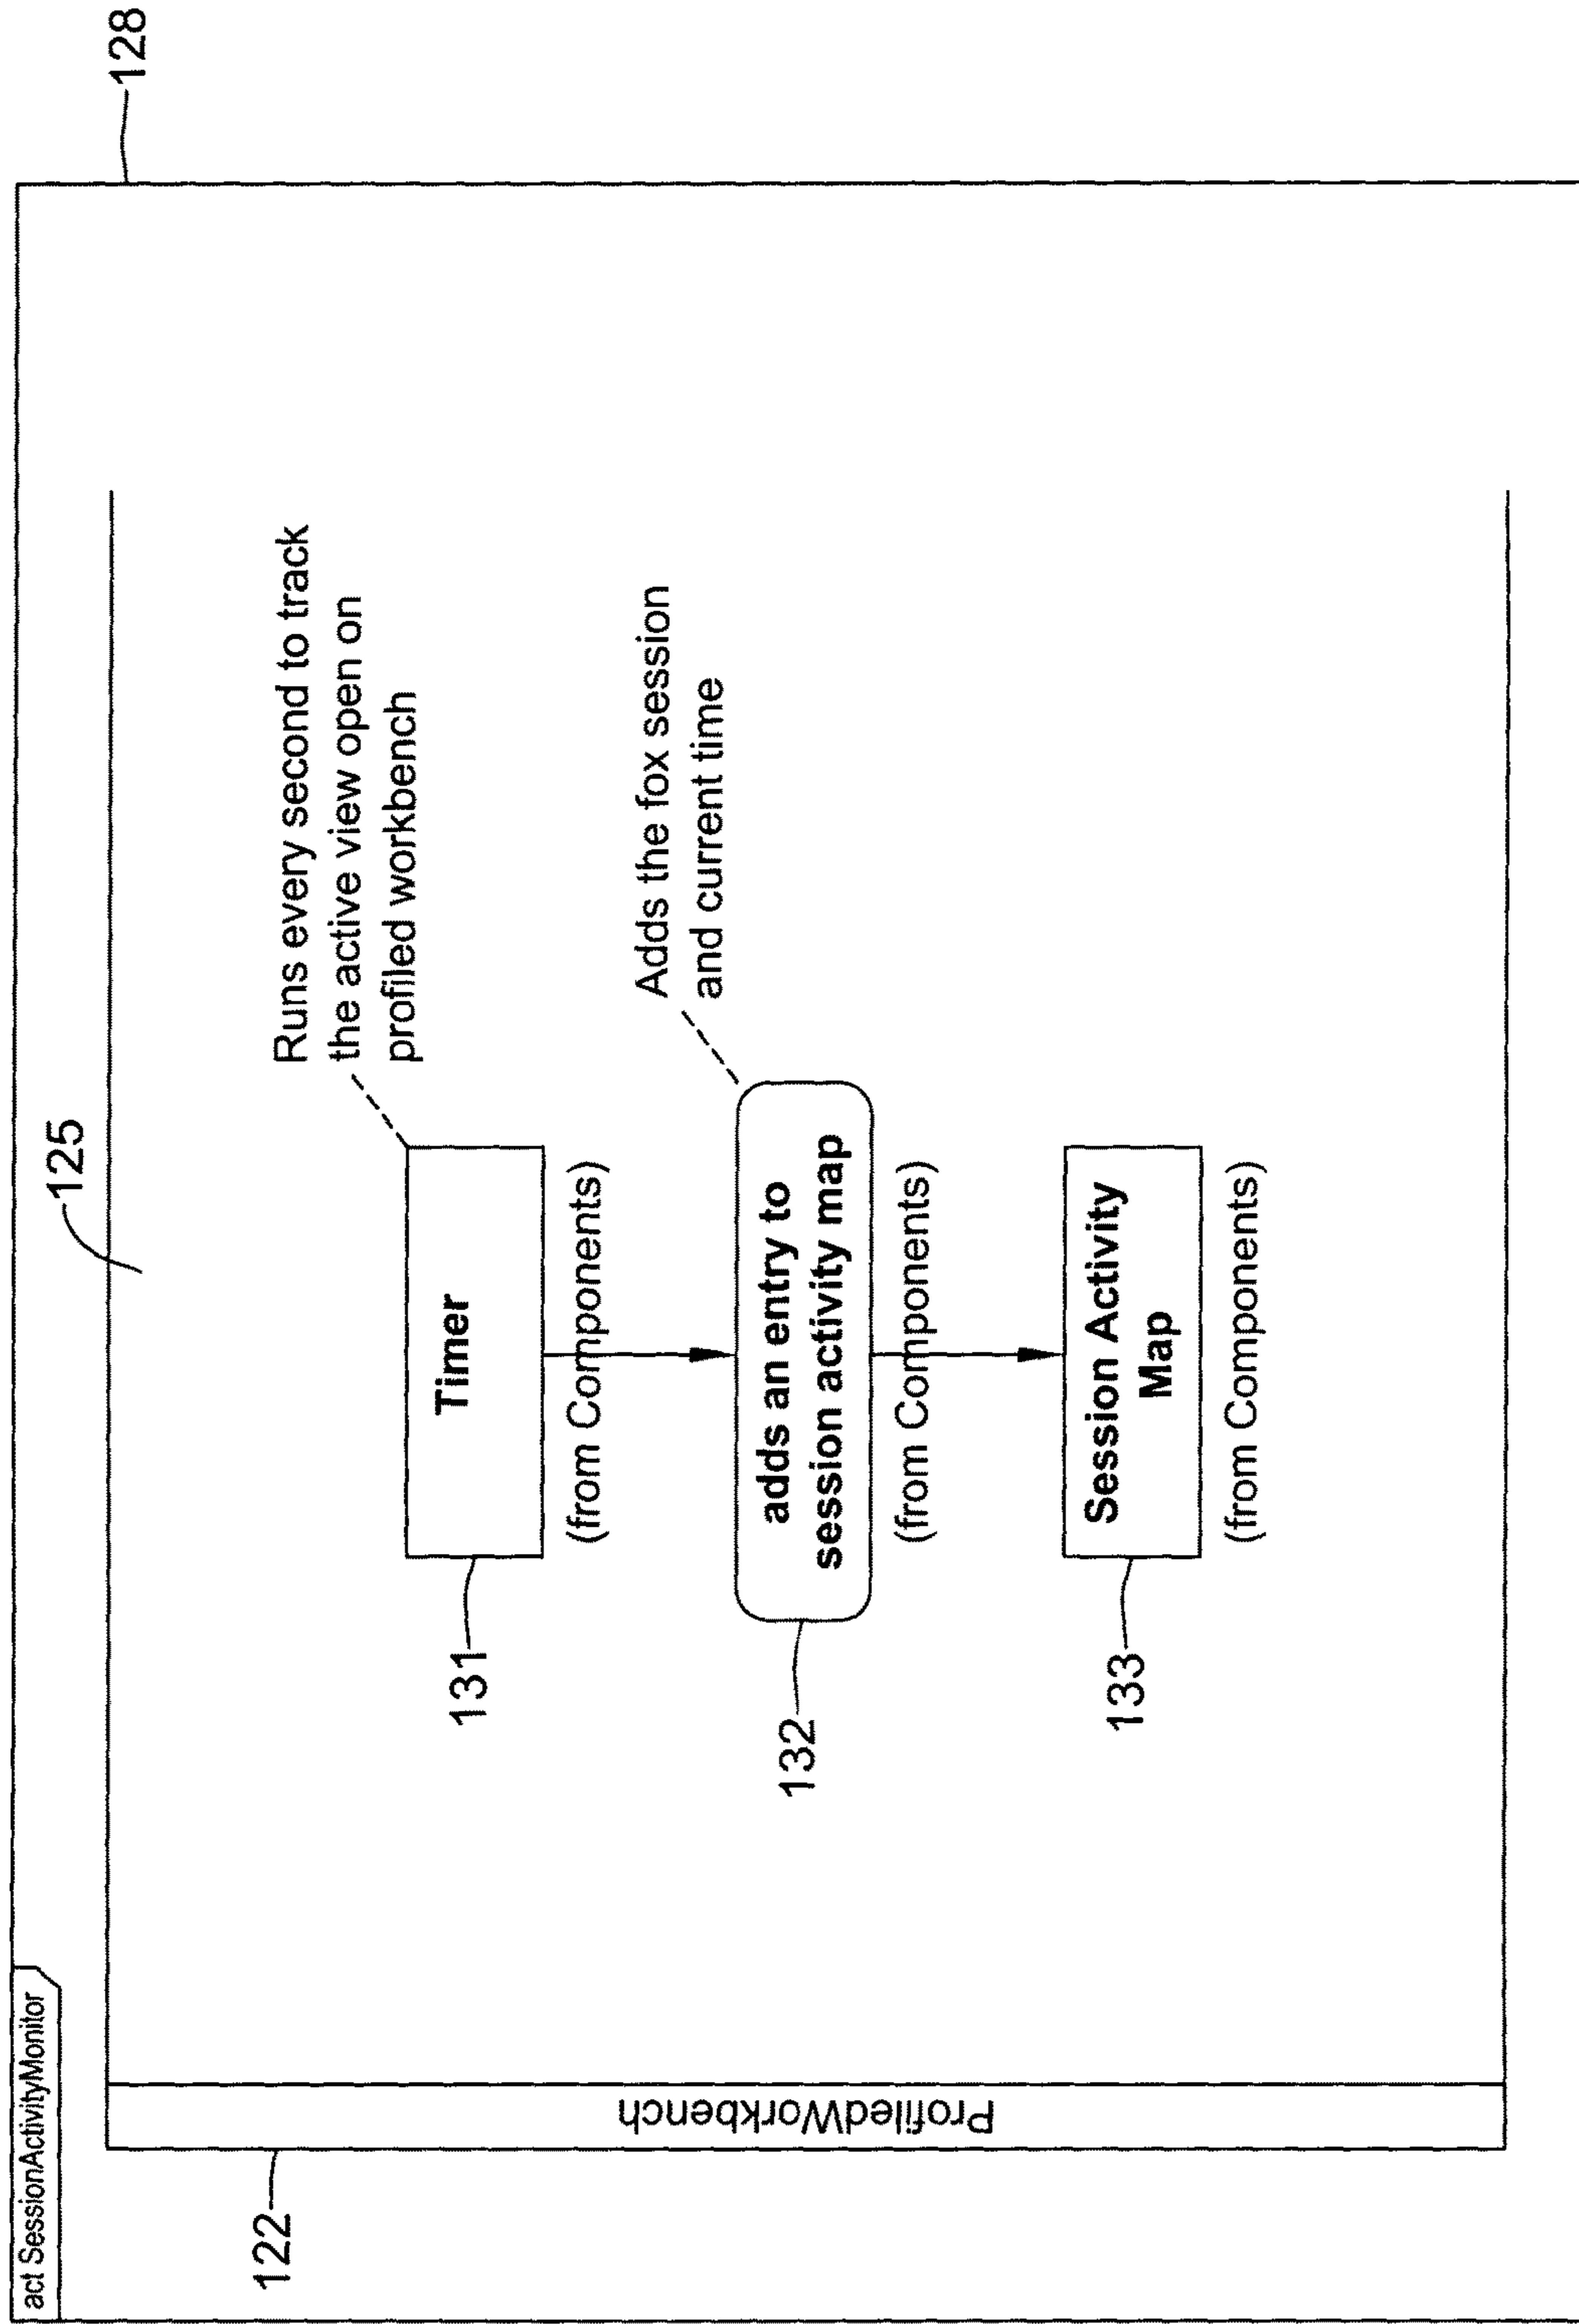 act SessionActivityMonitor
125
128
122
ProfiledWorkbench
Runs every second to track
the active view open on
profiled workbench
131
Timer
(from Components)
Adds the fox session
and current time
132
adds an entry to
session activity map
(from Components)
133
Session Activity
Map
(from Components)